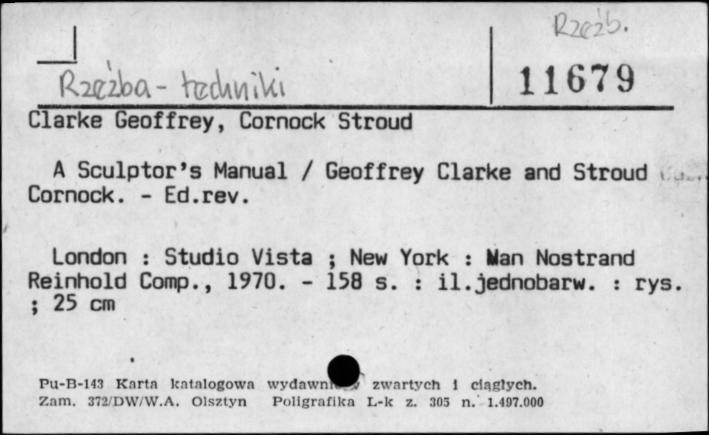 Rzeźb.
Rzeźba - techniki
11679
Clarke Geoffrey, Cornock Stroud
A Sculptor's Manual / Geoffrey Clarke and Stroud
Cornock. - Ed.rev.
London : Studio Vista ; New York : Man Nostrand
Reinhold Comp., 1970. - 158 s. : il.jednobarw. : rys.
; 25 cm
Pu-B-143 Karta katalogowa zwartych i ciągłych.
Zam. 372/DW/W.A. Olsztyn Poligrafika L-k z. 305 n. 1.497.000